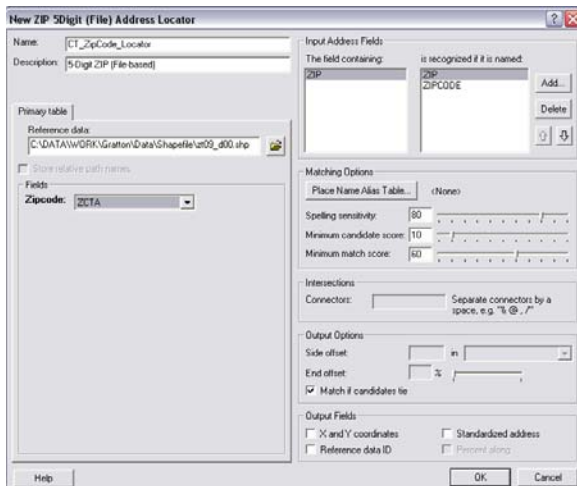 New ZIP 5Digit (File) Address Locator
Name: CT_ZipCode_Locator
Description: 5-Digit ZIP (File-based)
Primary table
Reference data:
C:\DATA\WORK\Gratton\Data\Shapefile\zt09_d00.shp
Store relative path names
Fields
Zipcode: ZCTA
Help
Input Address Fields
The field containing: is recognized if it is named:
ZIP ZIP
ZIPCODE
Add...
Delete
Matching Options
Place Name Alias Table... <None>
Spelling sensitivity: 80
Minimum candidate score: 10
Minimum match score: 60
Intersections
Connectors: Separate connectors by a
space, e.g. "& @ , /"
Output Options
Side offset: in
End offset: %
Match if candidates tie
Output Fields
X and Y coordinates Standardized address
Reference data ID Percent along
OK Cancel